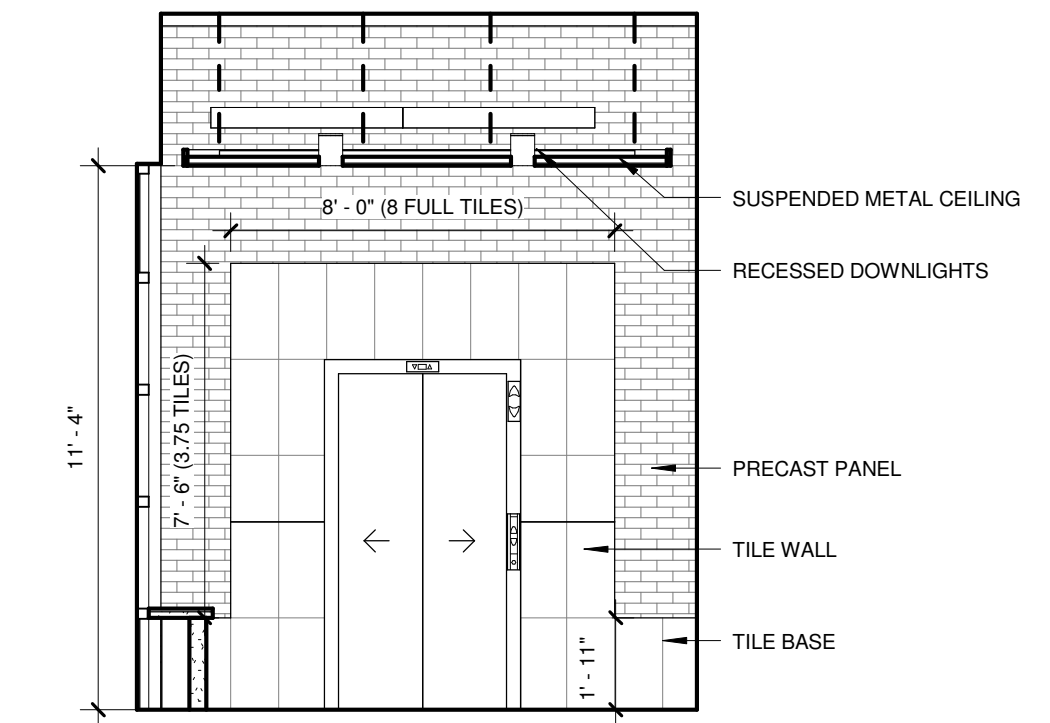 SUSPENDED METAL CEILING
8' - 0" (8 FULL TILES)
RECESSED DOWNLIGHTS
7' - 6" (3.75 TILES)
11' - 4"
PRECAST PANEL
TILE WALL
TILE BASE
1' - 11"